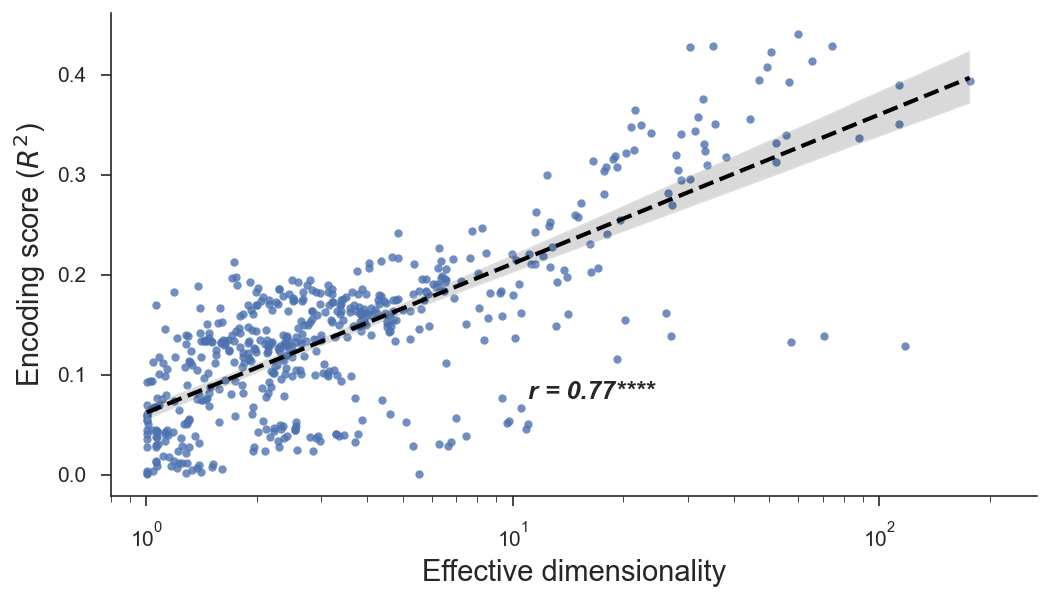 Encoding score (R²)
0.4
0.3
0.2
0.1
0.0
r = 0.77****
10⁰
10¹
10²
Effective dimensionality